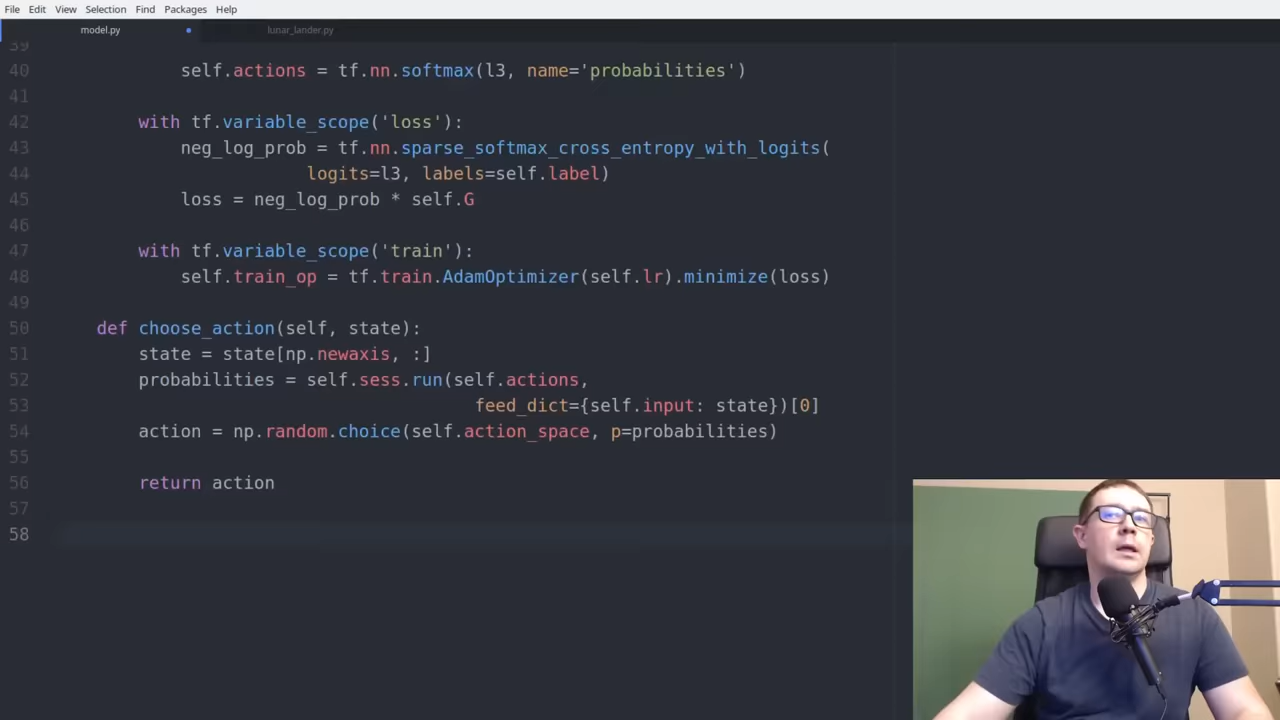 File Edit View Selection Find Packages Help
model.py lunar_lander.py
39
40 self.actions = tf.nn.softmax(l3, name='probabilities')
41
42 with tf.variable_scope('loss'):
43 neg_log_prob = tf.nn.sparse_softmax_cross_entropy_with_logits(
44 logits=l3, labels=self.label)
45 loss = neg_log_prob * self.G
46
47 with tf.variable_scope('train'):
48 self.train_op = tf.train.AdamOptimizer(self.lr).minimize(loss)
49
50 def choose_action(self, state):
51 state = state[np.newaxis, :]
52 probabilities = self.sess.run(self.actions,
53 feed_dict={self.input: state})[0]
54 action = np.random.choice(self.action_space, p=probabilities)
55
56 return action
57
58